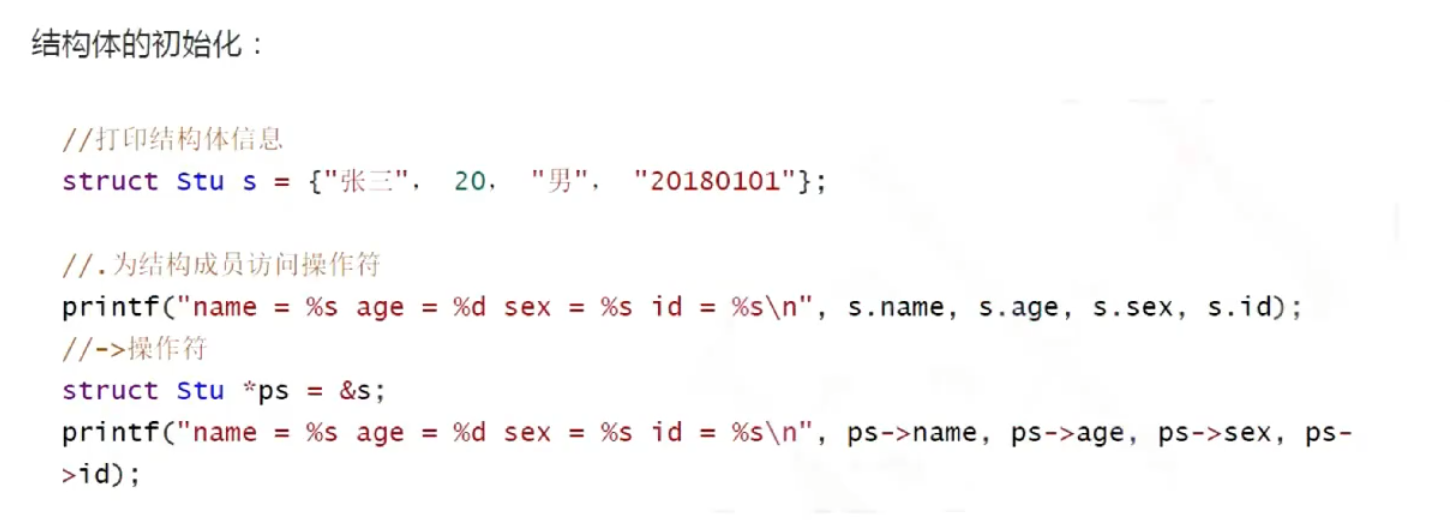 结构体的初始化：
//打印结构体信息
struct Stu s = {"张三", 20, "男", "20180101"};
//.为结构成员访问操作符
printf("name = %s age = %d sex = %s id = %s\n", s.name, s.age, s.sex, s.id);
//->操作符
struct Stu *ps = &s;
printf("name = %s age = %d sex = %s id = %s\n", ps->name, ps->age, ps->sex, ps-
>id);